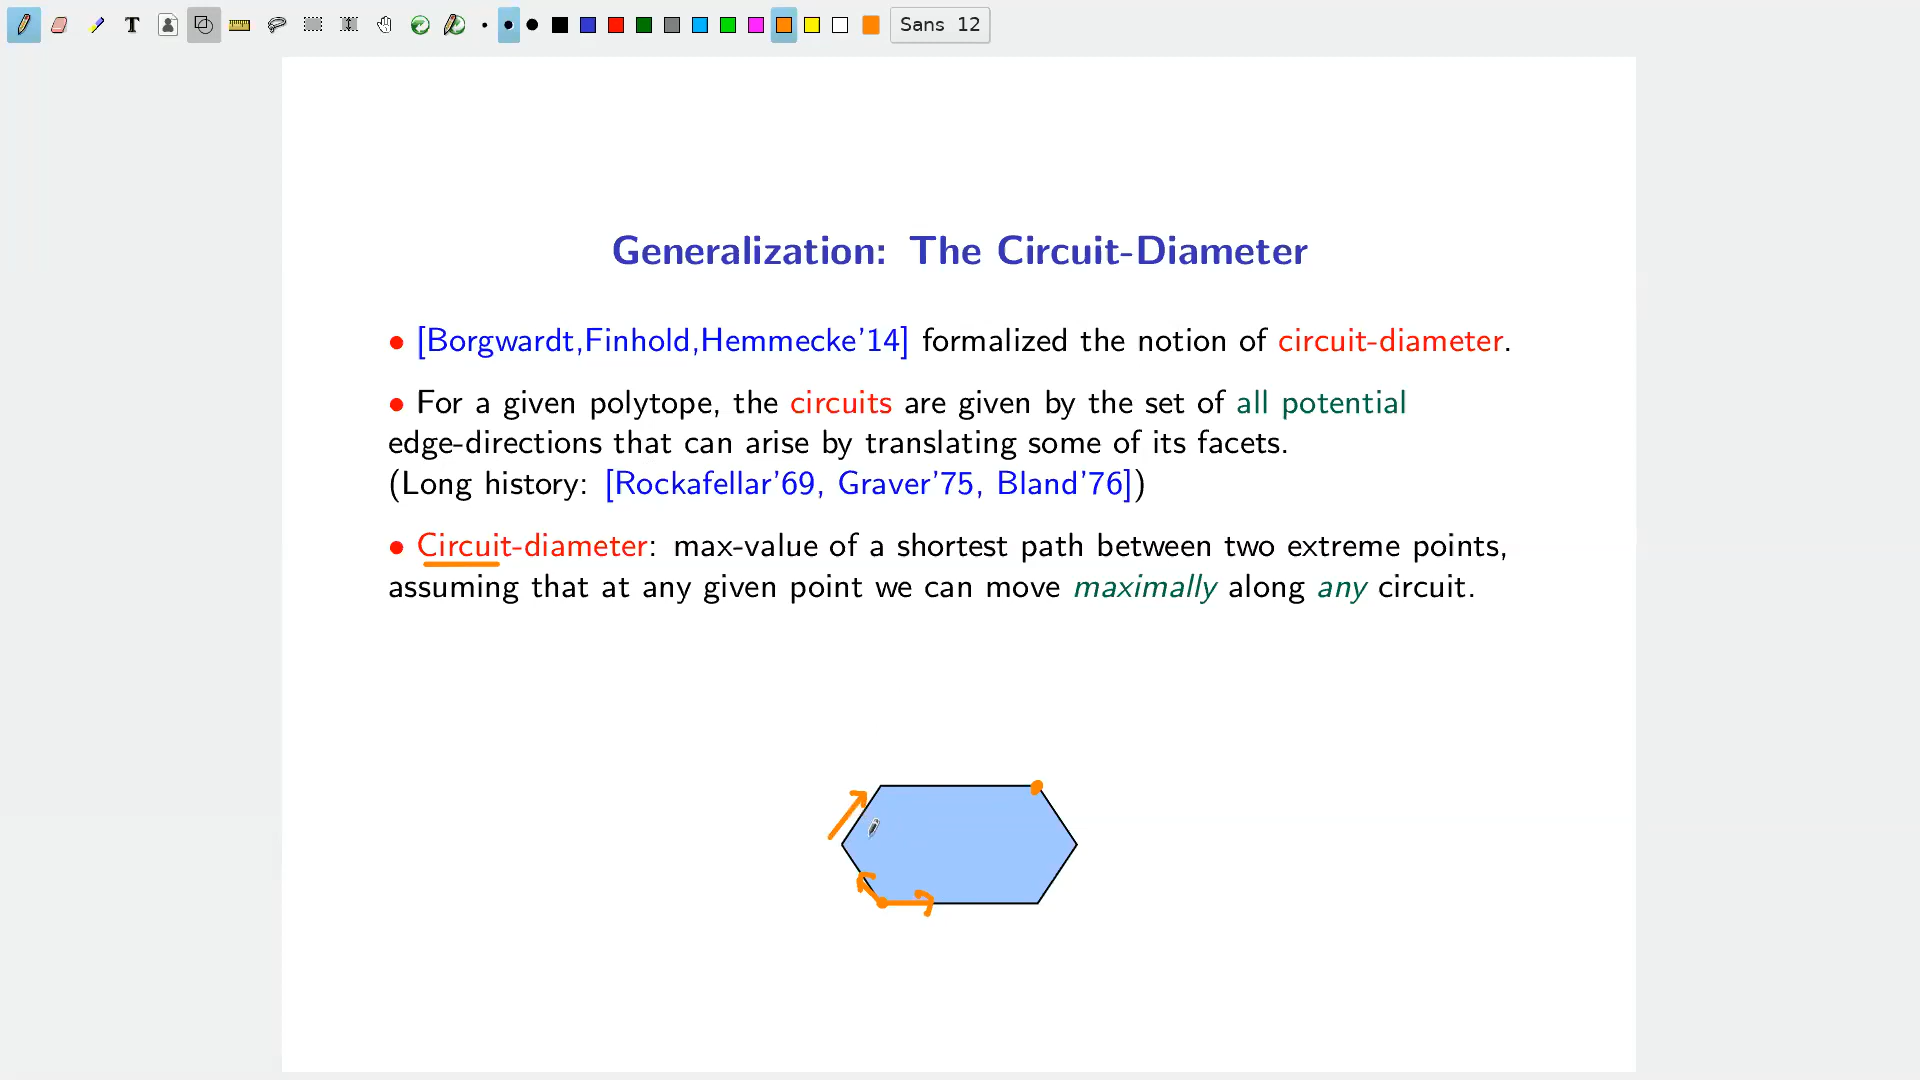 T
Sans 12
Generalization: The Circuit-Diameter
• [Borgwardt,Finhold,Hemmecke'14] formalized the notion of circuit-diameter.
• For a given polytope, the circuits are given by the set of all potential
edge-directions that can arise by translating some of its facets.
(Long history: [Rockafellar'69, Graver'75, Bland'76])
• Circuit-diameter: max-value of a shortest path between two extreme points,
assuming that at any given point we can move maximally along any circuit.